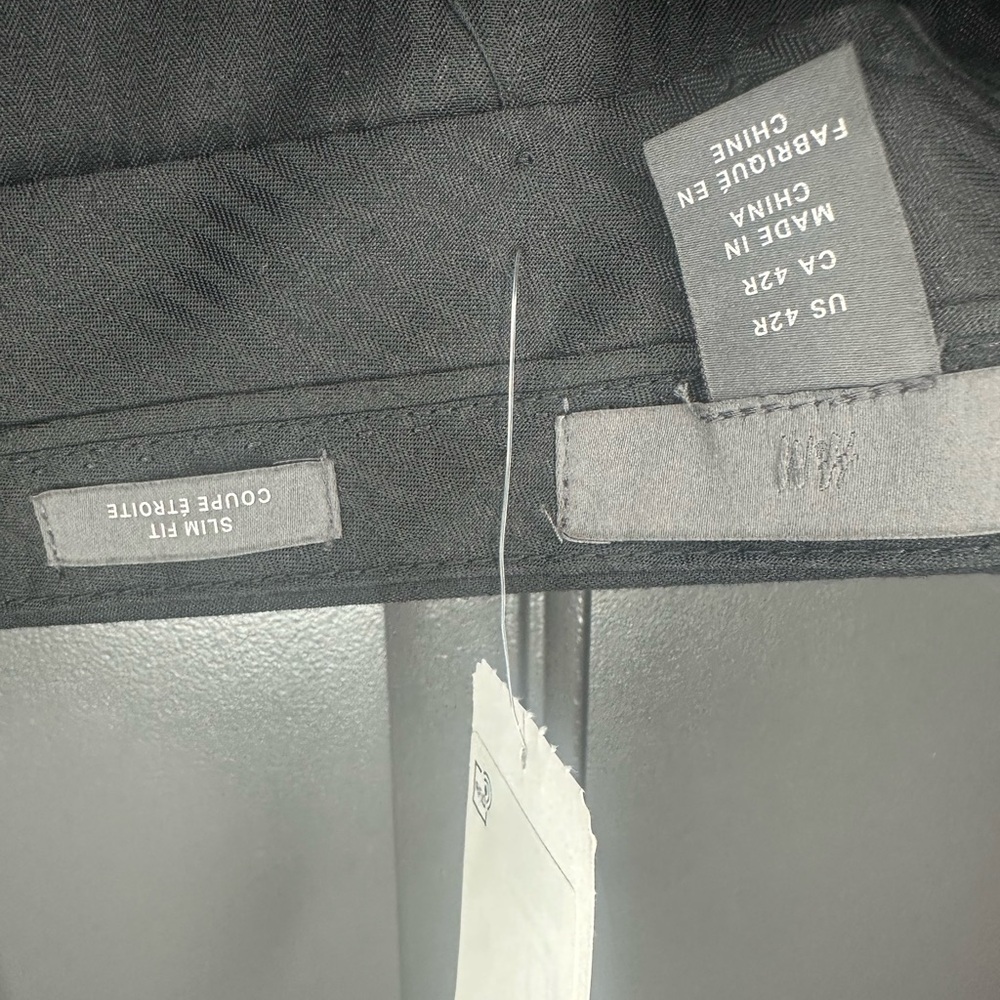 US 42R
CA 42R
MADE IN
CHINA
FABRIQUÉ EN
CHINE
SLIM FIT
COUPE ÉTROITE